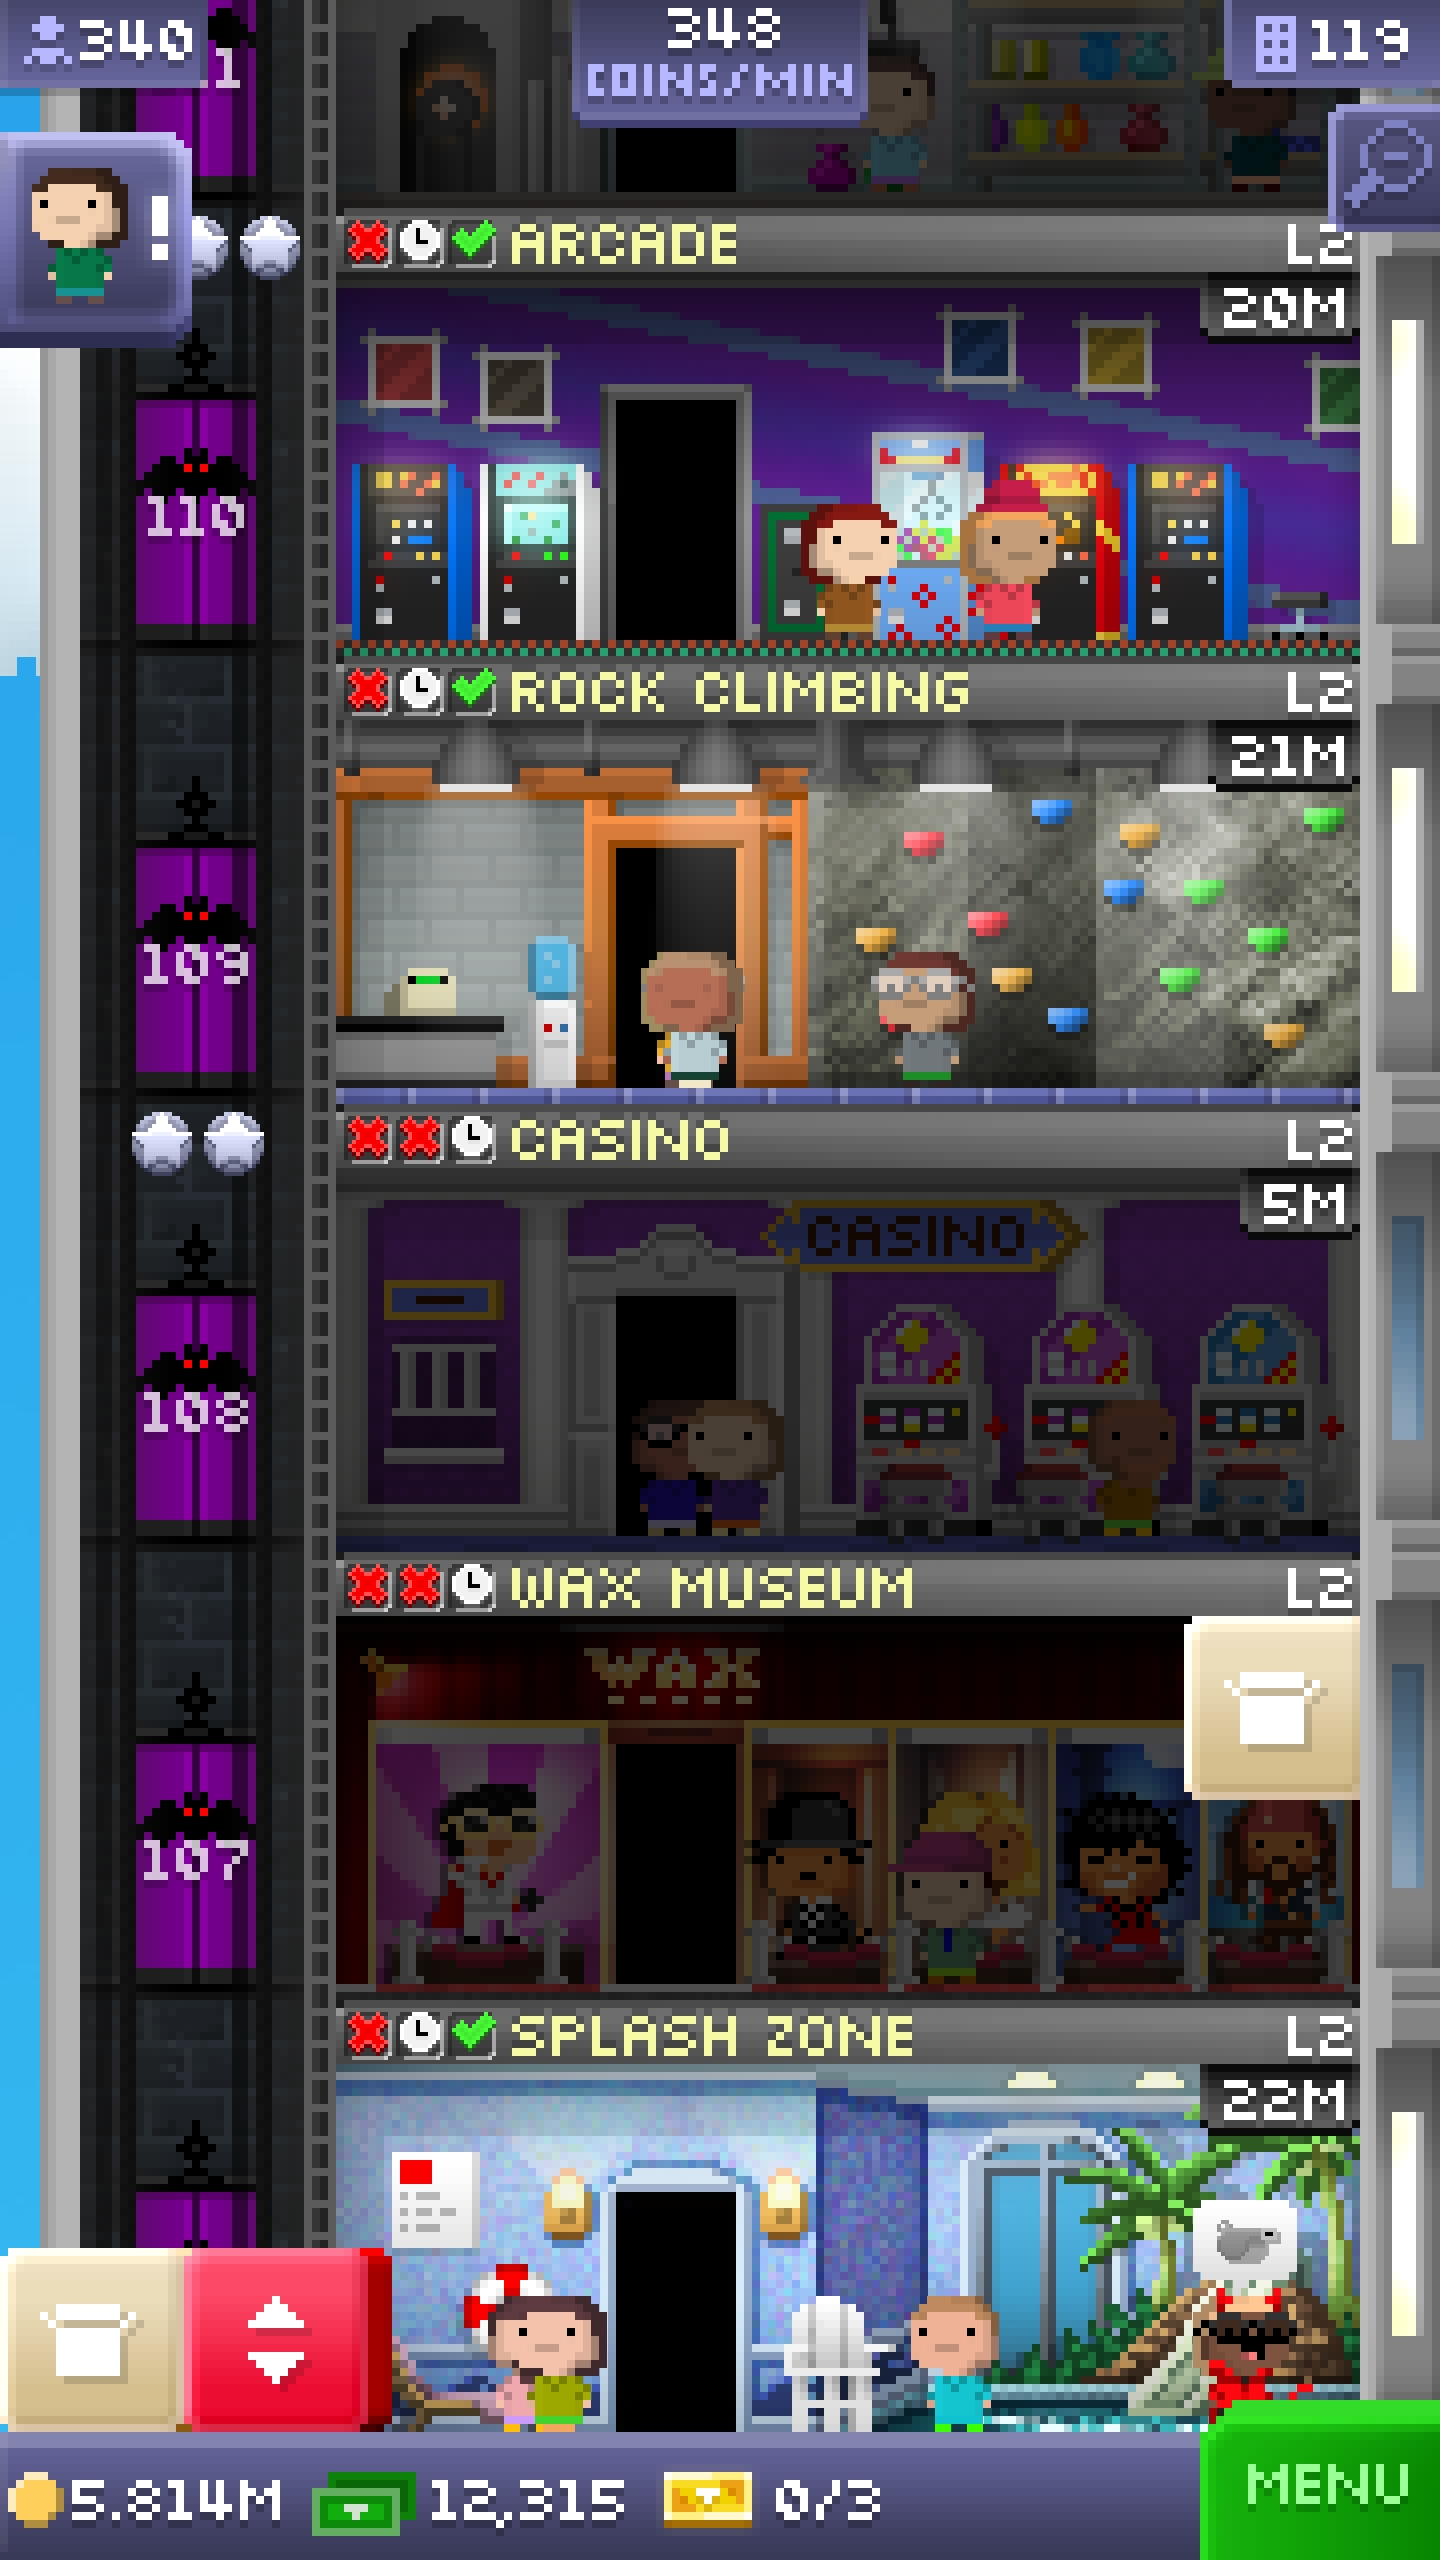 340
348
COINS/MIN
119
1
ARCADE
L2
20M
110
ROCK CLIMBING
L2
21M
109
CASINO
L2
5M
CASINO
108
WAX MUSEUM
L2
WAX
107
SPLASH ZONE
L2
22M
!
5.814M
12,315
0/3
MENU